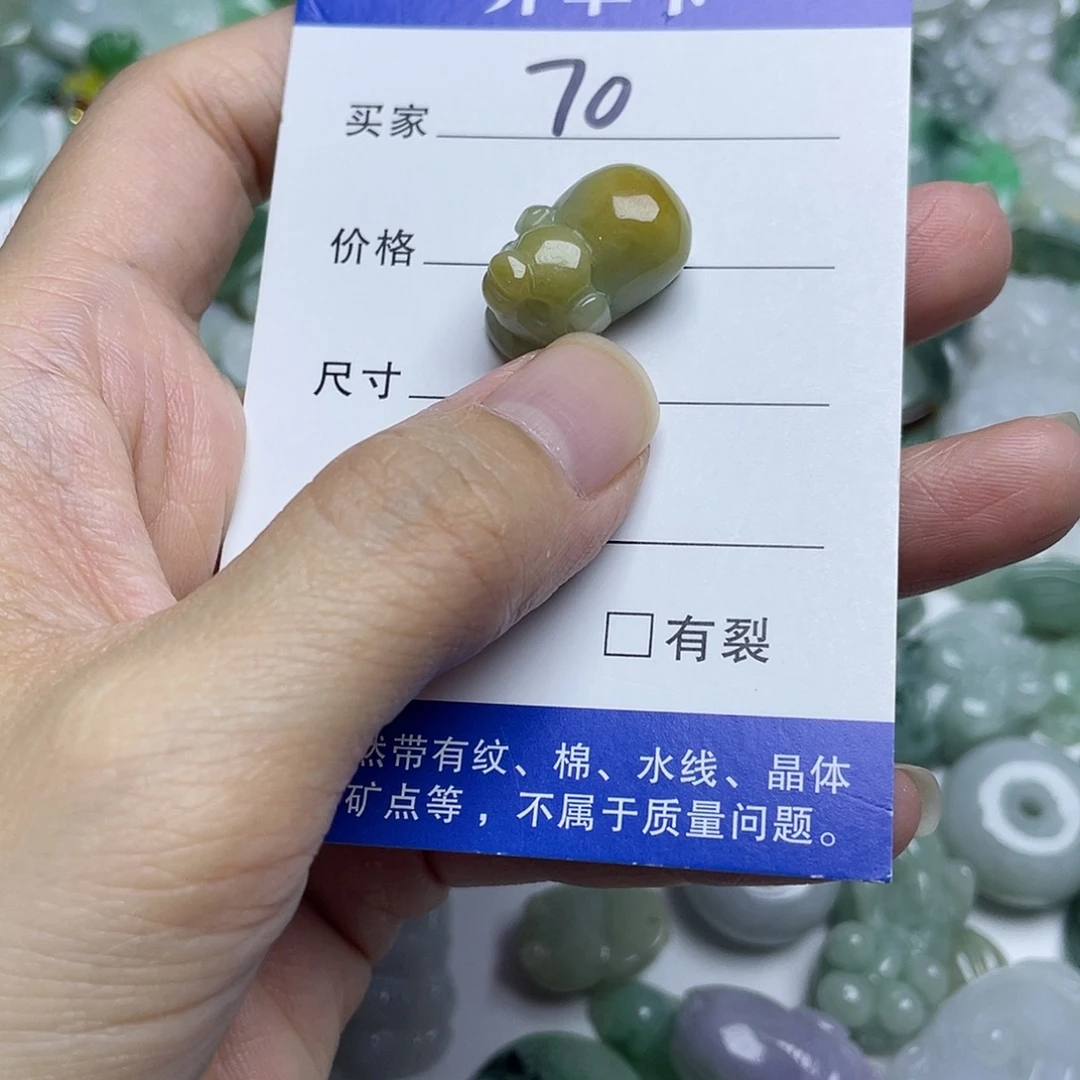 买家 70
价格
尺寸
□有裂
然带有纹、棉、水线、晶体
矿点等，不属于质量问题。